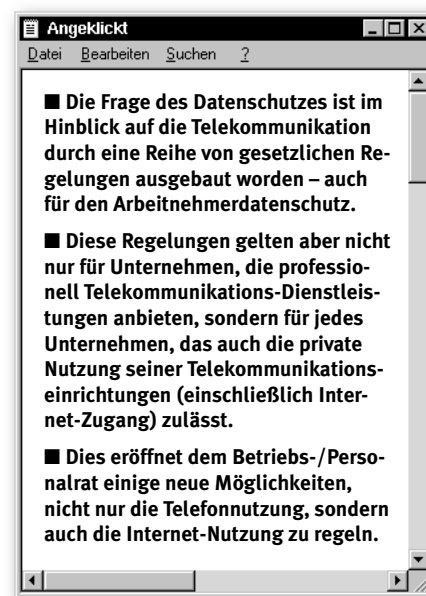 Angeklickt
Datei Bearbeiten Suchen ?
■ Die Frage des Datenschutzes ist im
Hinblick auf die Telekommunikation
durch eine Reihe von gesetzlichen Re-
gelungen ausgebaut worden – auch
für den Arbeitnehmerdatenschutz.
■ Diese Regelungen gelten aber nicht
nur für Unternehmen, die professio-
nell Telekommunikations-Dienstleis-
tungen anbieten, sondern für jedes
Unternehmen, das auch die private
Nutzung seiner Telekommunikations-
einrichtungen (einschließlich Inter-
net-Zugang) zulässt.
■ Dies eröffnet dem Betriebs-/Perso-
nalrat einige neue Möglichkeiten,
nicht nur die Telefonnutzung, sondern
auch die Internet-Nutzung zu regeln.